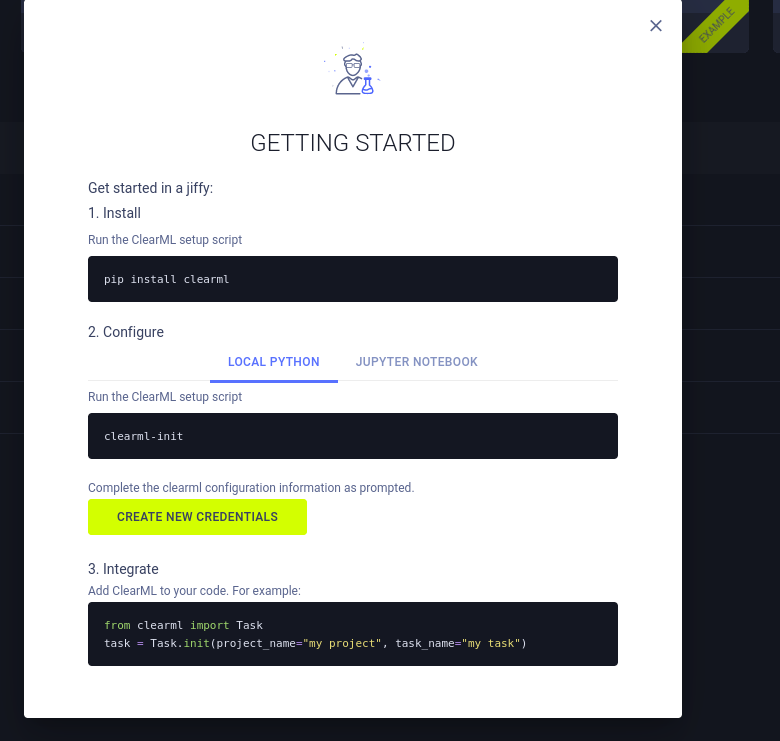 EXAMPLE
GETTING STARTED
Get started in a jiffy:
1. Install
Run the ClearML setup script
pip install clearml
2. Configure
LOCAL PYTHON JUPYTER NOTEBOOK
Run the ClearML setup script
clearml-init
Complete the clearml configuration information as prompted.
CREATE NEW CREDENTIALS
3. Integrate
Add ClearML to your code. For example:
from clearml import Task
task = Task.init(project_name="my project", task_name="my task")